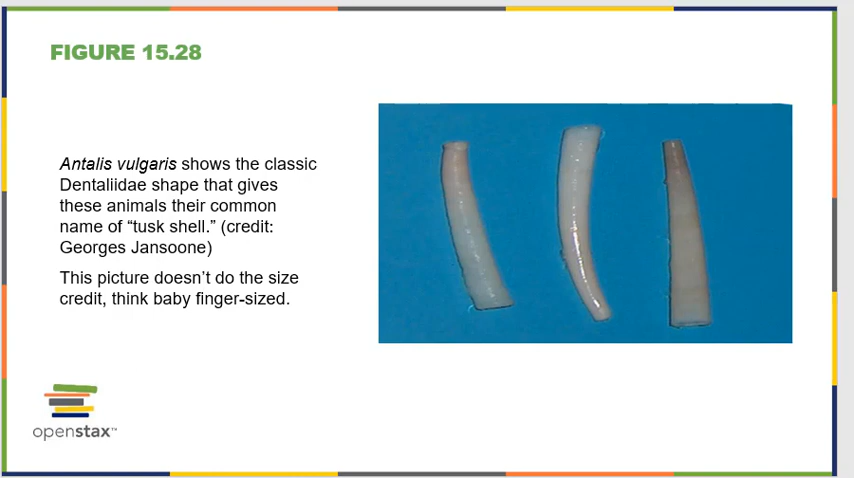 FIGURE 15.28
Antalis vulgaris shows the classic
Dentaliidae shape that gives
these animals their common
name of “tusk shell.” (credit:
Georges Jansoone)
This picture doesn’t do the size
credit, think baby finger-sized.
openstax™